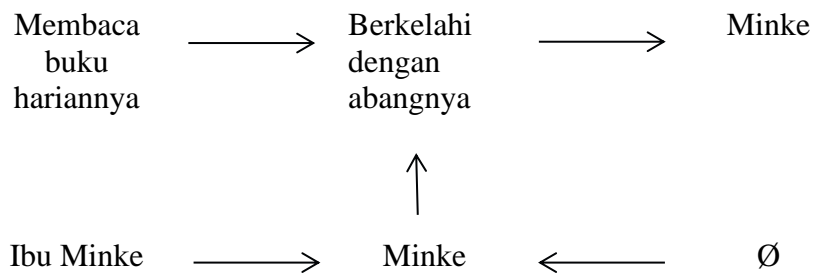 Membaca
buku
hariannya
Berkelahi
dengan
abangnya
Minke
Ibu Minke
Minke
Ø